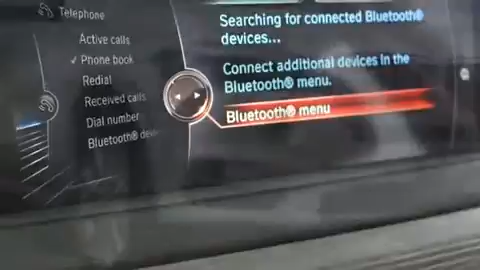 Telephone
Active calls
✓ Phone book
Redial
Received calls
Dial number
Bluetooth®
Searching for connected Bluetooth®
devices...
Connect additional devices in the
Bluetooth® menu.
Bluetooth® menu